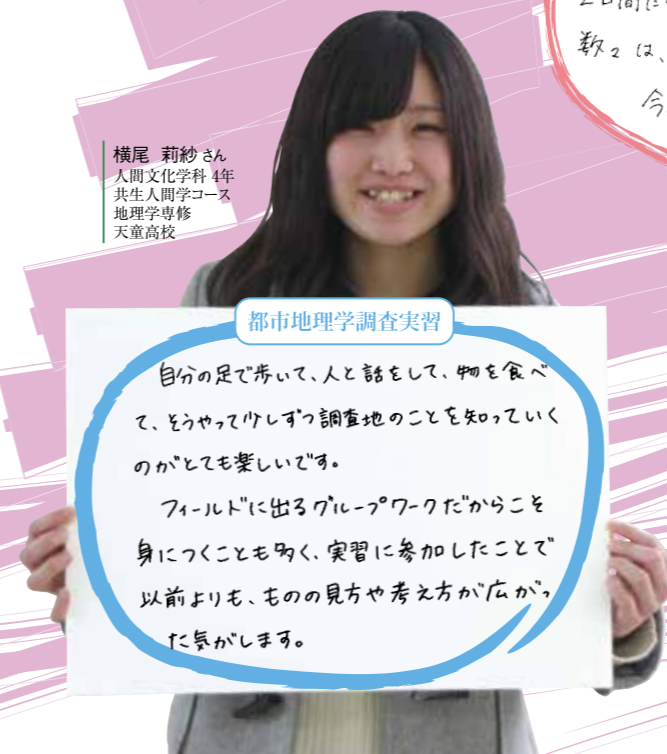 2日間に
数2は、
今
横尾 莉紗さん
人間文化学科 4年
共生人間学コース
地理学専修
天童高校
都市地理学調査実習
自分の足で歩いて、人と話をして、物を食べ
て、そうやって少しずつ調査地のことを知っていく
のがとても楽しいです。
フィールドに出るグループワークだからこそ
身につくことも多く、実習に参加したことで
以前よりも、ものの見方や考え方が広がっ
た気がします。